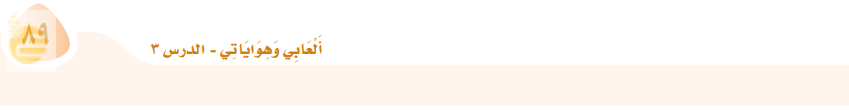 ٨٩
أَلْعَابِي وَهِوَايَاتِي - الدرس ٣